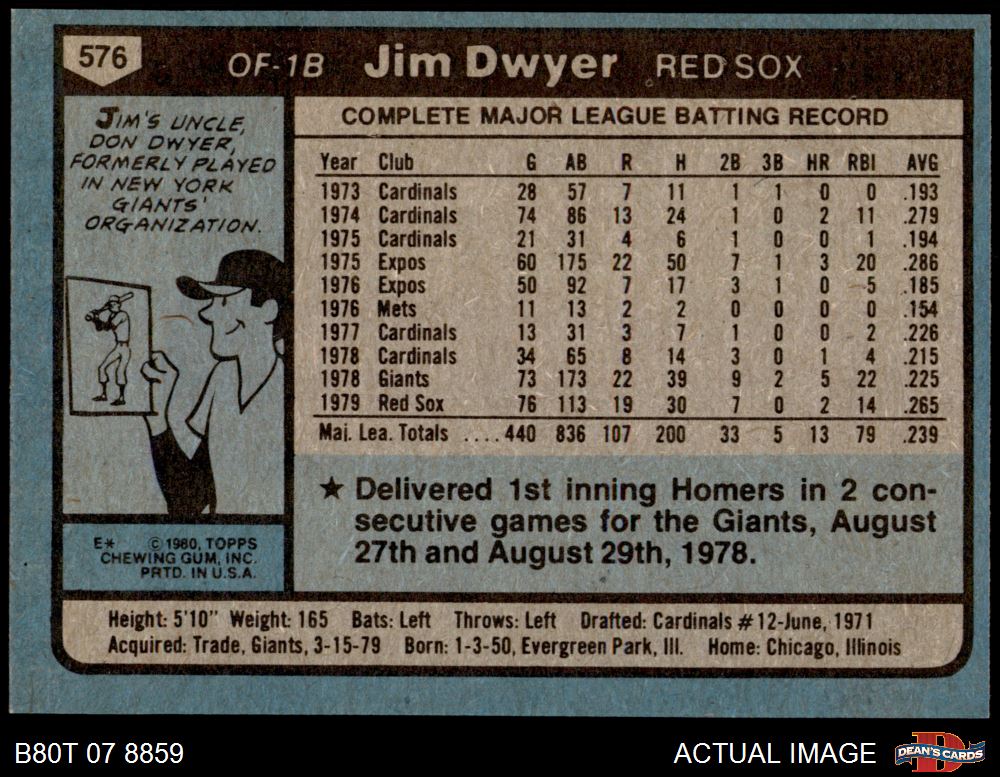 576 OF-1B Jim Dwyer RED SOX
JIM'S UNCLE,
DON DWYER,
FORMERLY PLAYED
IN NEW YORK
GIANTS'
ORGANIZATION.
E* © 1980, TOPPS
CHEWING GUM, INC.
PRTD. IN U.S.A.
COMPLETE MAJOR LEAGUE BATTING RECORD
Year Club G AB R H 2B 3B HR RBI AVG
1973 Cardinals 28 57 7 11 1 1 0 0 .193
1974 Cardinals 74 86 13 24 1 0 2 11 .279
1975 Cardinals 21 31 4 6 1 0 0 1 .194
1975 Expos 60 175 22 50 7 1 3 20 .286
1976 Expos 50 92 7 17 3 1 0 5 .185
1976 Mets 11 13 2 2 0 0 0 0 .154
1977 Cardinals 13 31 3 7 1 0 0 2 .226
1978 Cardinals 34 65 8 14 3 0 1 4 .215
1978 Giants 73 173 22 39 9 2 5 22 .225
1979 Red Sox 76 113 19 30 7 0 2 14 .265
Maj. Lea. Totals ....440 836 107 200 33 5 13 79 .239
★ Delivered 1st inning Homers in 2 con-
secutive games for the Giants, August
27th and August 29th, 1978.
Height: 5'10" Weight: 165 Bats: Left Throws: Left Drafted: Cardinals #12-June, 1971
Acquired: Trade, Giants, 3-15-79 Born: 1-3-50, Evergreen Park, Ill. Home: Chicago, Illinois
B80T 07 8859 ACTUAL IMAGE D DEAN'S CARDS